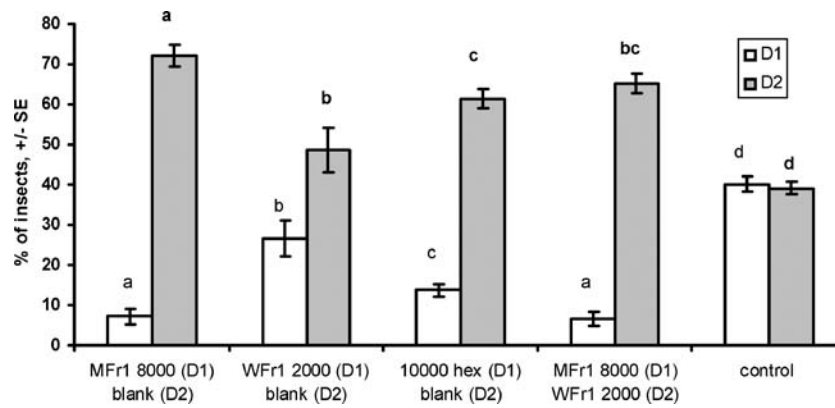 % of insects, +/- SE
80
70
60
50
40
30
20
10
0
a
a
b
b
c
c
a
bc
d
d
D1
D2
MFr1 8000 (D1)
blank (D2)
WFr1 2000 (D1)
blank (D2)
10000 hex (D1)
blank (D2)
MFr1 8000 (D1)
WFr1 2000 (D2)
control